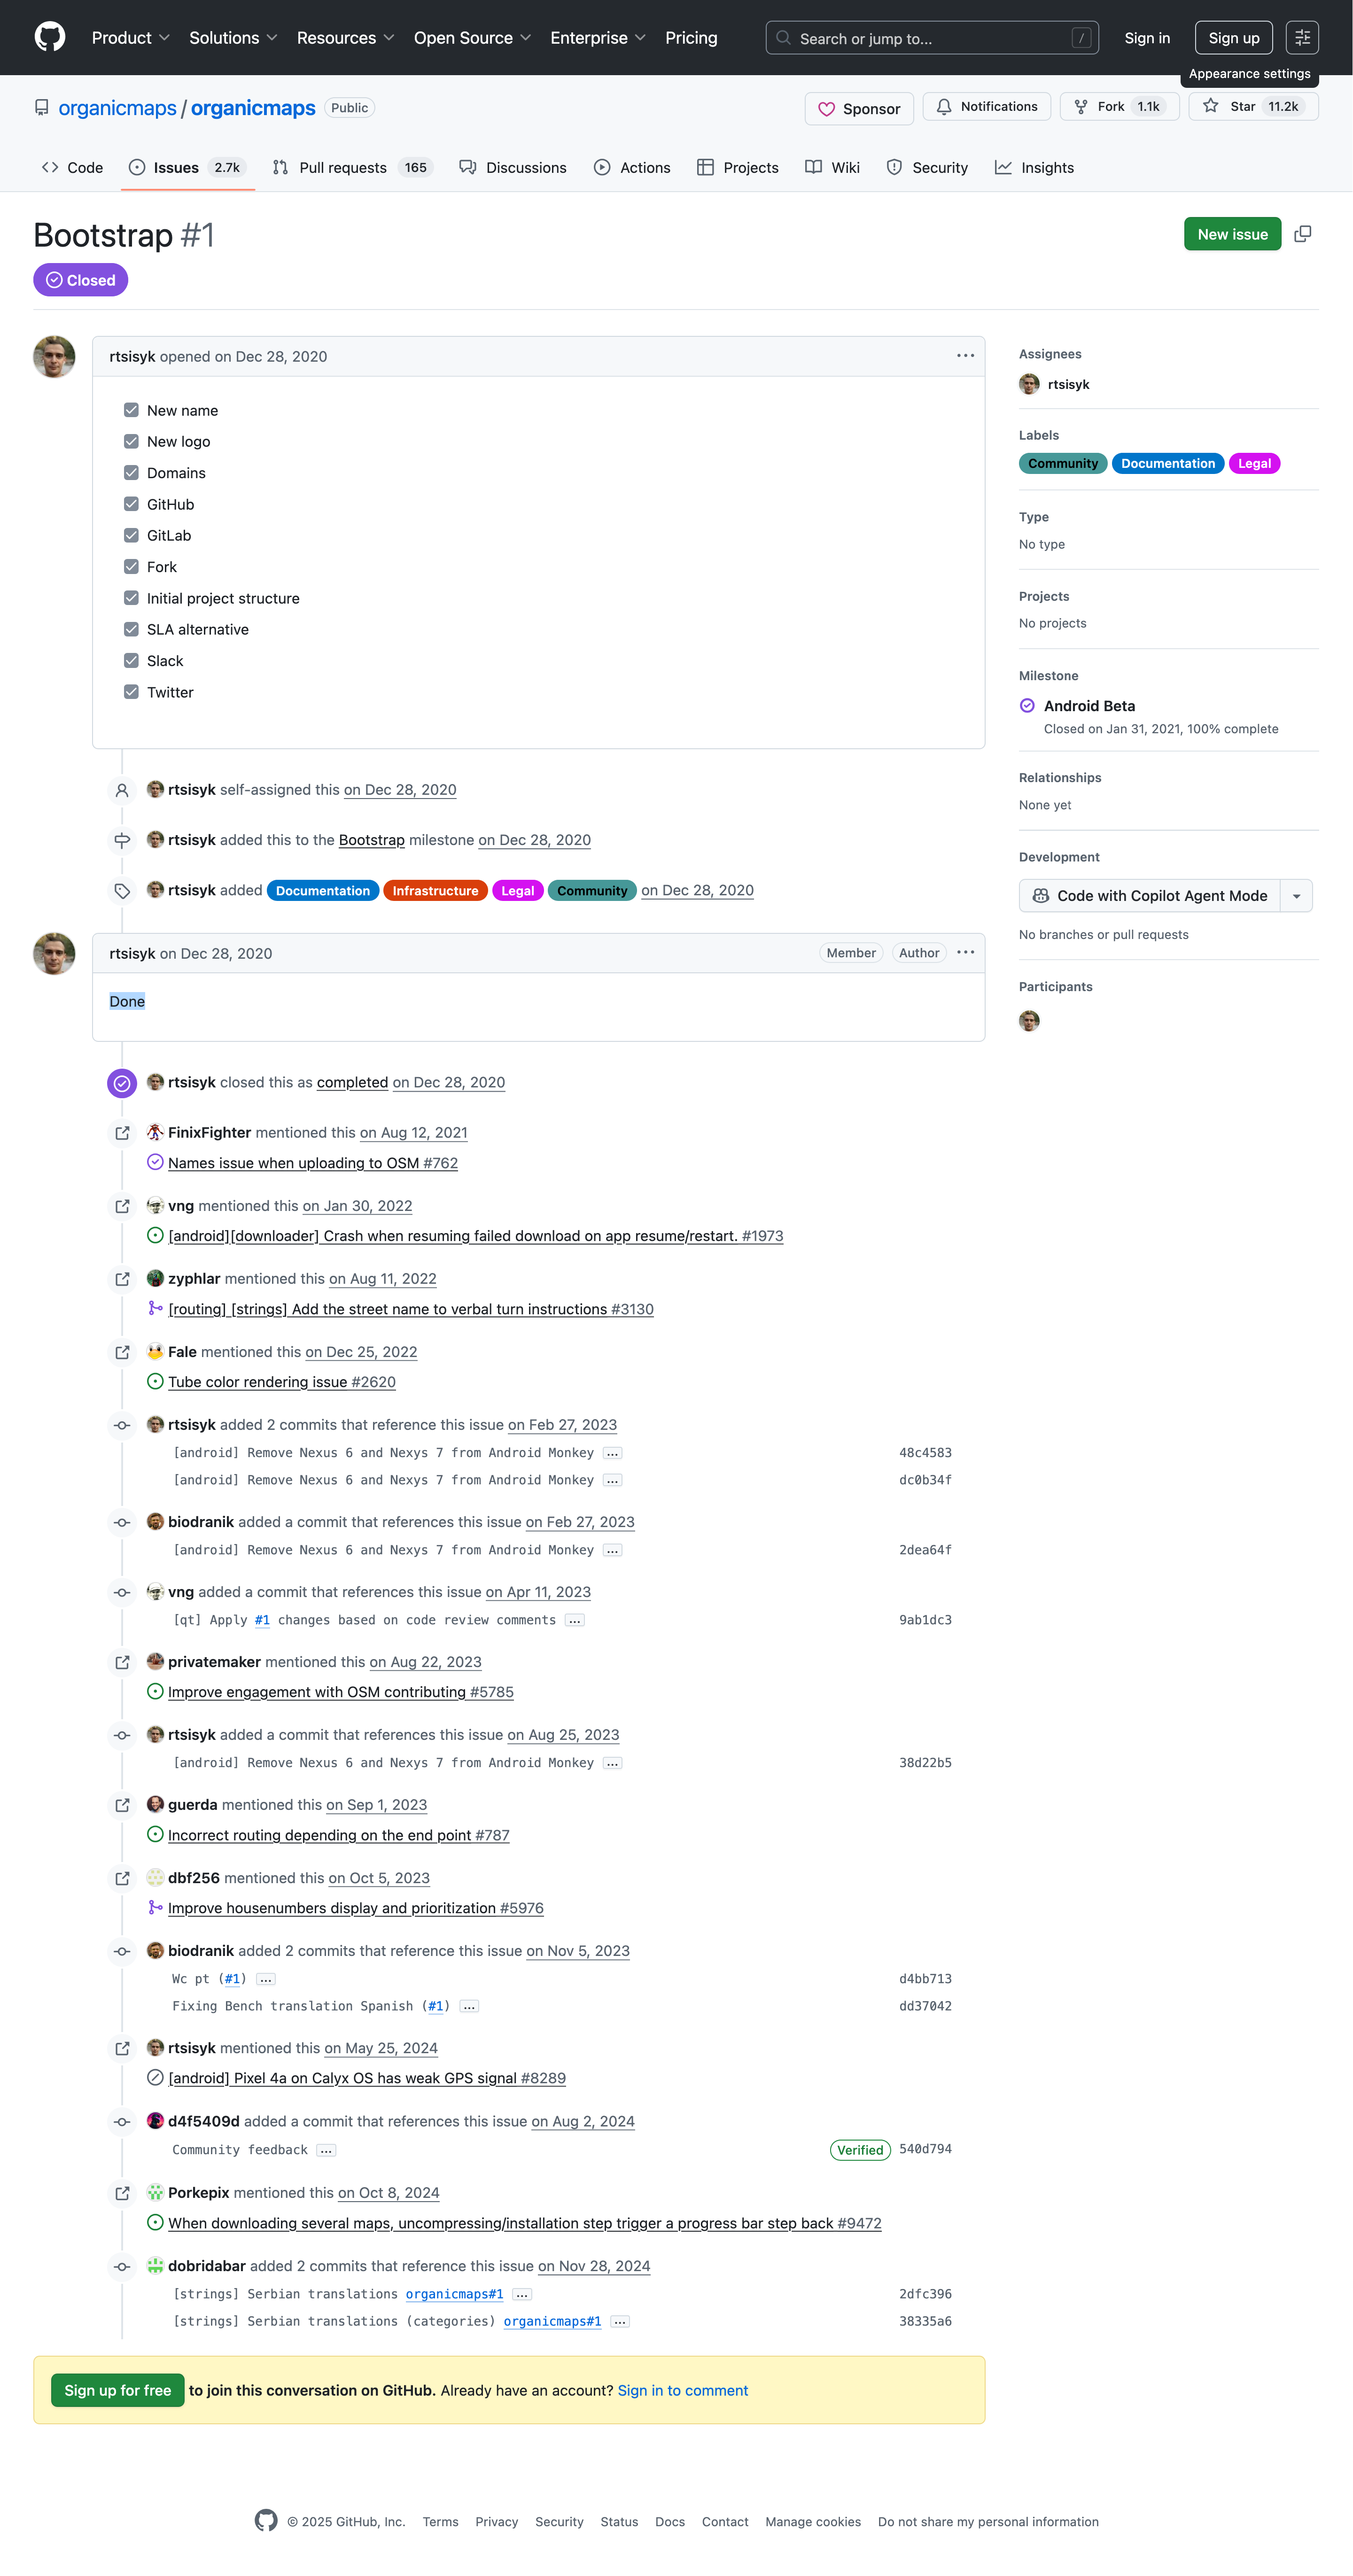 Product Solutions Resources Open Source Enterprise Pricing Search or jump to... / Sign in Sign up
Appearance settings
organicmaps / organicmaps Public Sponsor Notifications Fork 1.1k Star 11.2k
Code Issues 2.7k Pull requests 165 Discussions Actions Projects Wiki Security Insights
Bootstrap #1 New issue
Closed
rtsisyk opened on Dec 28, 2020
New name
New logo
Domains
GitHub
GitLab
Fork
Initial project structure
SLA alternative
Slack
Twitter
rtsisyk self-assigned this on Dec 28, 2020
rtsisyk added this to the Bootstrap milestone on Dec 28, 2020
rtsisyk added Documentation Infrastructure Legal Community on Dec 28, 2020
rtsisyk on Dec 28, 2020 Member Author
Done
rtsisyk closed this as completed on Dec 28, 2020
FinixFighter mentioned this on Aug 12, 2021
Names issue when uploading to OSM #762
vng mentioned this on Jan 30, 2022
[android][downloader] Crash when resuming failed download on app resume/restart. #1973
zyphlar mentioned this on Aug 11, 2022
[routing] [strings] Add the street name to verbal turn instructions #3130
Fale mentioned this on Dec 25, 2022
Tube color rendering issue #2620
rtsisyk added 2 commits that reference this issue on Feb 27, 2023
[android] Remove Nexus 6 and Nexys 7 from Android Monkey ... 48c4583
[android] Remove Nexus 6 and Nexys 7 from Android Monkey ... dc0b34f
biodranik added a commit that references this issue on Feb 27, 2023
[android] Remove Nexus 6 and Nexys 7 from Android Monkey ... 2dea64f
vng added a commit that references this issue on Apr 11, 2023
[qt] Apply #1 changes based on code review comments ... 9ab1dc3
privatemaker mentioned this on Aug 22, 2023
Improve engagement with OSM contributing #5785
rtsisyk added a commit that references this issue on Aug 25, 2023
[android] Remove Nexus 6 and Nexys 7 from Android Monkey ... 38d22b5
guerda mentioned this on Sep 1, 2023
Incorrect routing depending on the end point #787
dbf256 mentioned this on Oct 5, 2023
Improve housenumbers display and prioritization #5976
biodranik added 2 commits that reference this issue on Nov 5, 2023
Wc pt (#1) ... d4bb713
Fixing Bench translation Spanish (#1) ... dd37042
rtsisyk mentioned this on May 25, 2024
[android] Pixel 4a on Calyx OS has weak GPS signal #8289
d4f5409d added a commit that references this issue on Aug 2, 2024
Community feedback ... Verified 540d794
Porkepix mentioned this on Oct 8, 2024
When downloading several maps, uncompressing/installation step trigger a progress bar step back #9472
dobridabar added 2 commits that reference this issue on Nov 28, 2024
[strings] Serbian translations organicmaps#1 ... 2dfc396
[strings] Serbian translations (categories) organicmaps#1 ... 38335a6
Sign up for free to join this conversation on GitHub. Already have an account? Sign in to comment
Assignees
rtsisyk
Labels
Community Documentation Legal
Type
No type
Projects
No projects
Milestone
Android Beta
Closed on Jan 31, 2021, 100% complete
Relationships
None yet
Development
Code with Copilot Agent Mode
No branches or pull requests
Participants
© 2025 GitHub, Inc. Terms Privacy Security Status Docs Contact Manage cookies Do not share my personal information